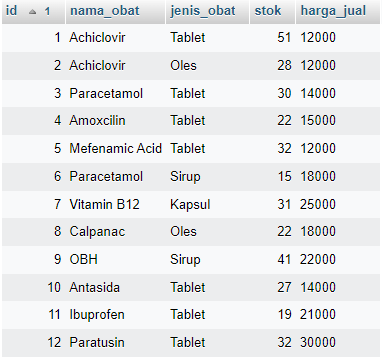 id 1 nama_obat jenis_obat stok harga_jual
1 Achiclovir Tablet 51 12000
2 Achiclovir Oles 28 12000
3 Paracetamol Tablet 30 14000
4 Amoxcilin Tablet 22 15000
5 Mefenamic Acid Tablet 32 12000
6 Paracetamol Sirup 15 18000
7 Vitamin B12 Kapsul 31 25000
8 Calpanac Oles 22 18000
9 OBH Sirup 41 22000
10 Antasida Tablet 27 14000
11 Ibuprofen Tablet 19 21000
12 Paratusin Tablet 32 30000